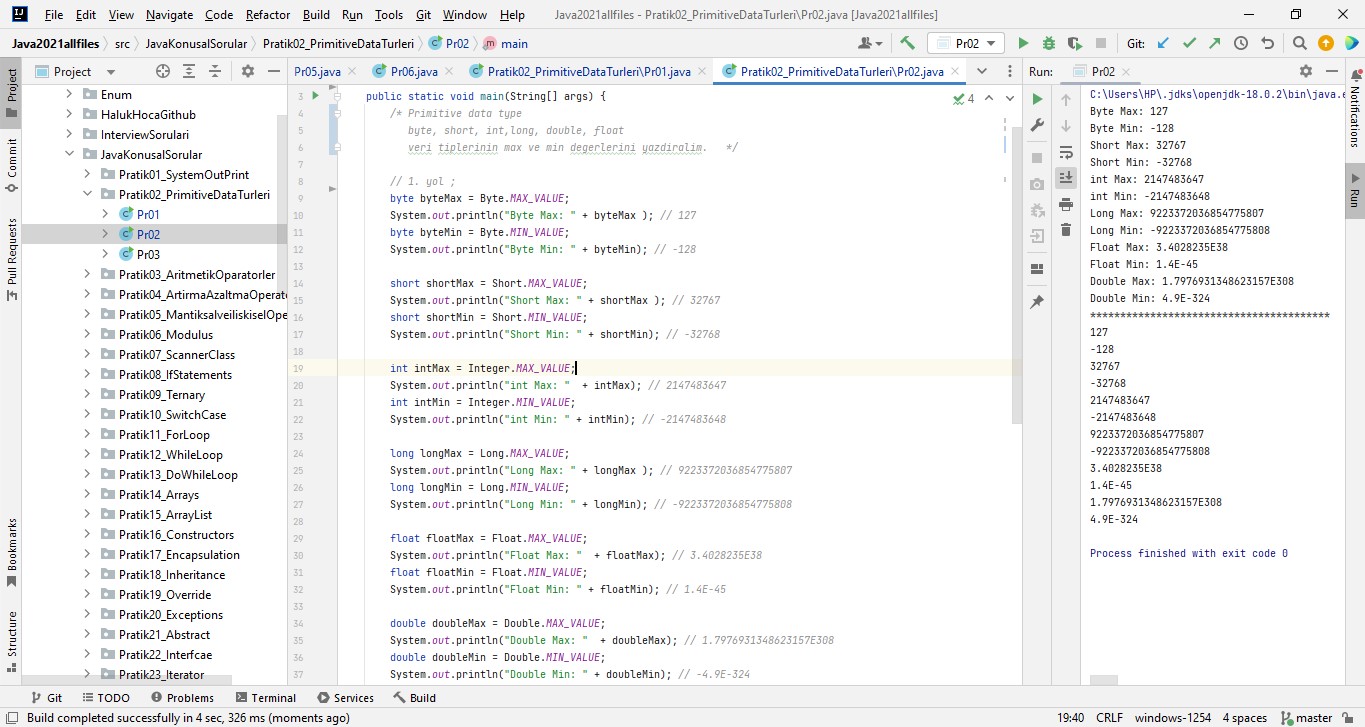 File Edit View Navigate Code Refactor Build Run Tools Git Window Help Java2021allfiles - Pratik02_PrimitiveDataTurleri\Pr02.java [Java2021allfiles]
Java2021allfiles src JavaKonusalSorular Pratik02_PrimitiveDataTurleri Pr02 main Pr02 Git:
Project
Commit
Pull Requests
Bookmarks
Structure
Project
Enum
HalukHocaGithub
InterviewSorulari
JavaKonusalSorular
Pratik01_SystemOutPrint
Pratik02_PrimitiveDataTurleri
Pr01
Pr02
Pr03
Pratik03_AritmetikOparatorler
Pratik04_ArtirmaAzaltmaOperato
Pratik05_MantiksalveiliskiselOpe
Pratik06_Modulus
Pratik07_ScannerClass
Pratik08_IfStatements
Pratik09_Ternary
Pratik10_SwitchCase
Pratik11_ForLoop
Pratik12_WhileLoop
Pratik13_DoWhileLoop
Pratik14_Arrays
Pratik15_ArrayList
Pratik16_Constructors
Pratik17_Encapsulation
Pratik18_Inheritance
Pratik19_Override
Pratik20_Exceptions
Pratik21_Abstract
Pratik22_Interfcae
Pratik23_Iterator
Pr05.java Pr06.java Pratik02_PrimitiveDataTurleri\Pr01.java Pratik02_PrimitiveDataTurleri\Pr02.java
4
3 public static void main(String[] args) {
4 /* Primitive data type
5 byte, short, int,long, double, float
6 veri tiplerinin max ve min degerlerini yazdiralim. */
7
8 // 1. yol ;
9 byte byteMax = Byte.MAX_VALUE;
10 System.out.println("Byte Max: " + byteMax ); // 127
11 byte byteMin = Byte.MIN_VALUE;
12 System.out.println("Byte Min: " + byteMin); // -128
13
14 short shortMax = Short.MAX_VALUE;
15 System.out.println("Short Max: " + shortMax ); // 32767
16 short shortMin = Short.MIN_VALUE;
17 System.out.println("Short Min: " + shortMin); // -32768
18
19 int intMax = Integer.MAX_VALUE;
20 System.out.println("int Max: " + intMax); // 2147483647
21 int intMin = Integer.MIN_VALUE;
22 System.out.println("int Min: " + intMin); // -2147483648
23
24 long longMax = Long.MAX_VALUE;
25 System.out.println("Long Max: " + longMax ); // 9223372036854775807
26 long longMin = Long.MIN_VALUE;
27 System.out.println("Long Min: " + longMin); // -9223372036854775808
28
29 float floatMax = Float.MAX_VALUE;
30 System.out.println("Float Max: " + floatMax); // 3.4028235E38
31 float floatMin = Float.MIN_VALUE;
32 System.out.println("Float Min: " + floatMin); // 1.4E-45
33
34 double doubleMax = Double.MAX_VALUE;
35 System.out.println("Double Max: " + doubleMax); // 1.7976931348623157E308
36 double doubleMin = Double.MIN_VALUE;
37 System.out.println("Double Min: " + doubleMin); // -4.9E-324
Run: Pr02
C:\Users\HP\.jdks\openjdk-18.0.2\bin\java.e
Byte Max: 127
Byte Min: -128
Short Max: 32767
Short Min: -32768
int Max: 2147483647
int Min: -2147483648
Long Max: 9223372036854775807
Long Min: -9223372036854775808
Float Max: 3.4028235E38
Float Min: 1.4E-45
Double Max: 1.7976931348623157E308
Double Min: 4.9E-324
****************************************
127
-128
32767
-32768
2147483647
-2147483648
9223372036854775807
-9223372036854775808
3.4028235E38
1.4E-45
1.7976931348623157E308
4.9E-324
Process finished with exit code 0
Notifications
Run
Git TODO Problems Terminal Services Build
Build completed successfully in 4 sec, 326 ms (moments ago) 19:40 CRLF windows-1254 4 spaces master